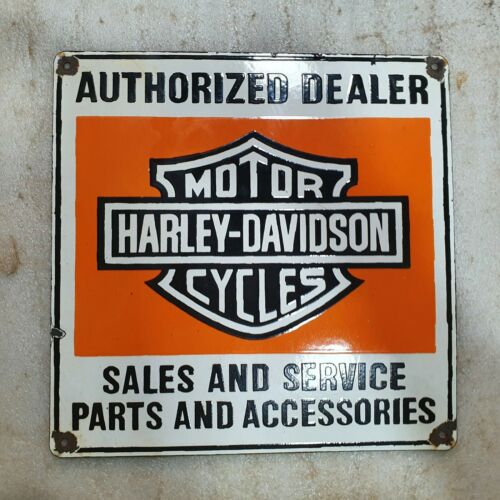 AUTHORIZED DEALER
MOTOR
HARLEY-DAVIDSON
CYCLES
SALES AND SERVICE
PARTS AND ACCESSORIES